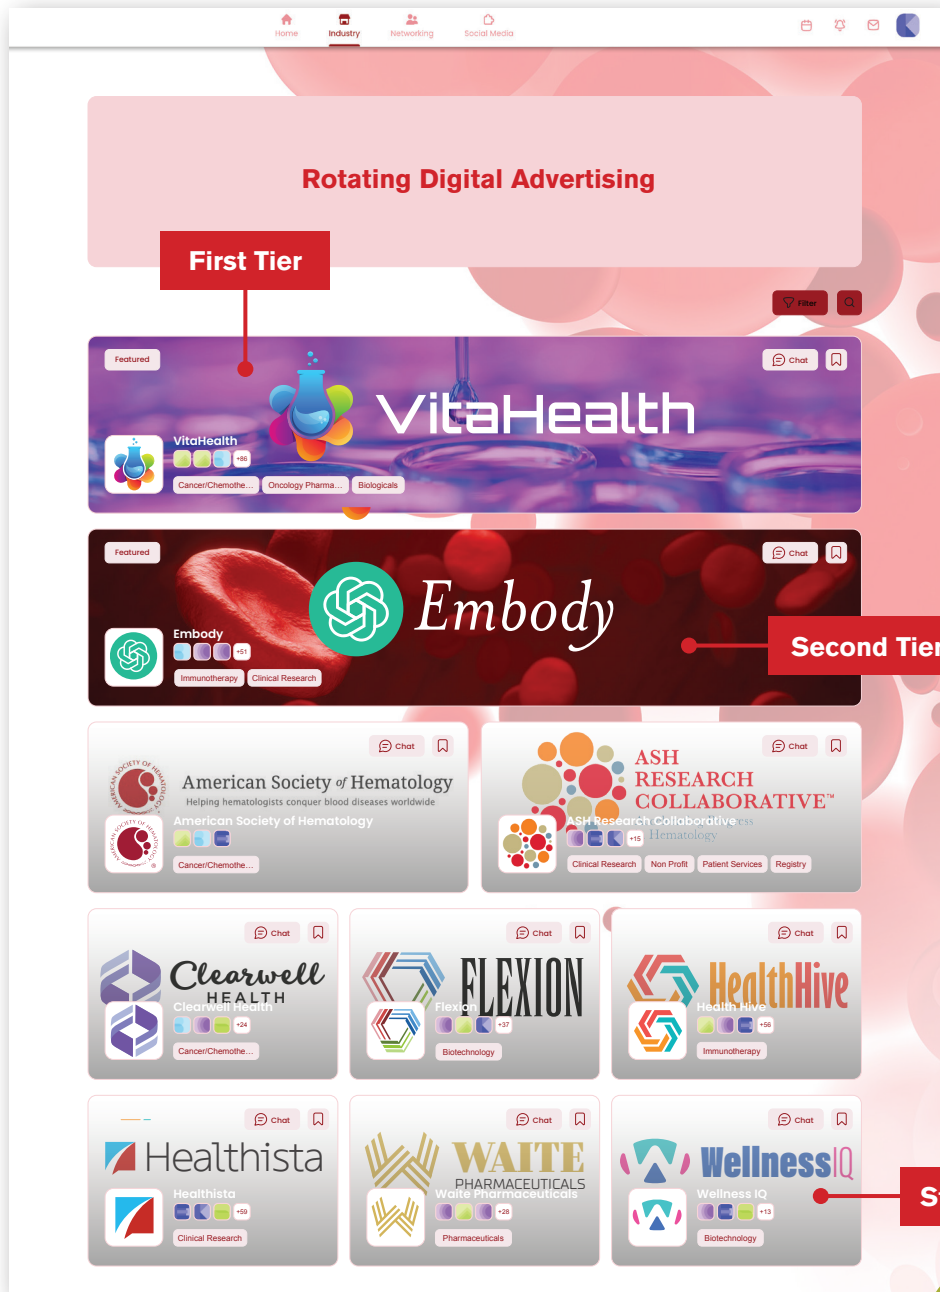 Home Industry Networking Social Media
Rotating Digital Advertising
First Tier
Filter
Featured
Chat
VitaHealth
VitaHealth
+86
Cancer/Chemothe... Oncology Pharma... Biologicals
Featured
Chat
Embody
Second Tier
Embody
+51
Immunotherapy Clinical Research
Chat
American Society of Hematology
Helping hematologists conquer blood diseases worldwide
American Society of Hematology
Cancer/Chemothe...
Chat
ASH
RESEARCH
COLLABORATIVE™
ASH Research Collaborative
Hematology
+15
Clinical Research Non Profit Patient Services Registry
Chat
Clearwell
HEALTH
Clearwell Health
+24
Cancer/Chemothe...
Chat
FLEXION
Flexion
+37
Biotechnology
Chat
HealthHive
Health Hive
+56
Immunotherapy
Chat
Healthista
Healthista
+59
Clinical Research
Chat
WAITE
PHARMACEUTICALS
Waite Pharmaceuticals
+28
Pharmaceuticals
Chat
WellnessIQ
Wellness IQ
+13
Biotechnology